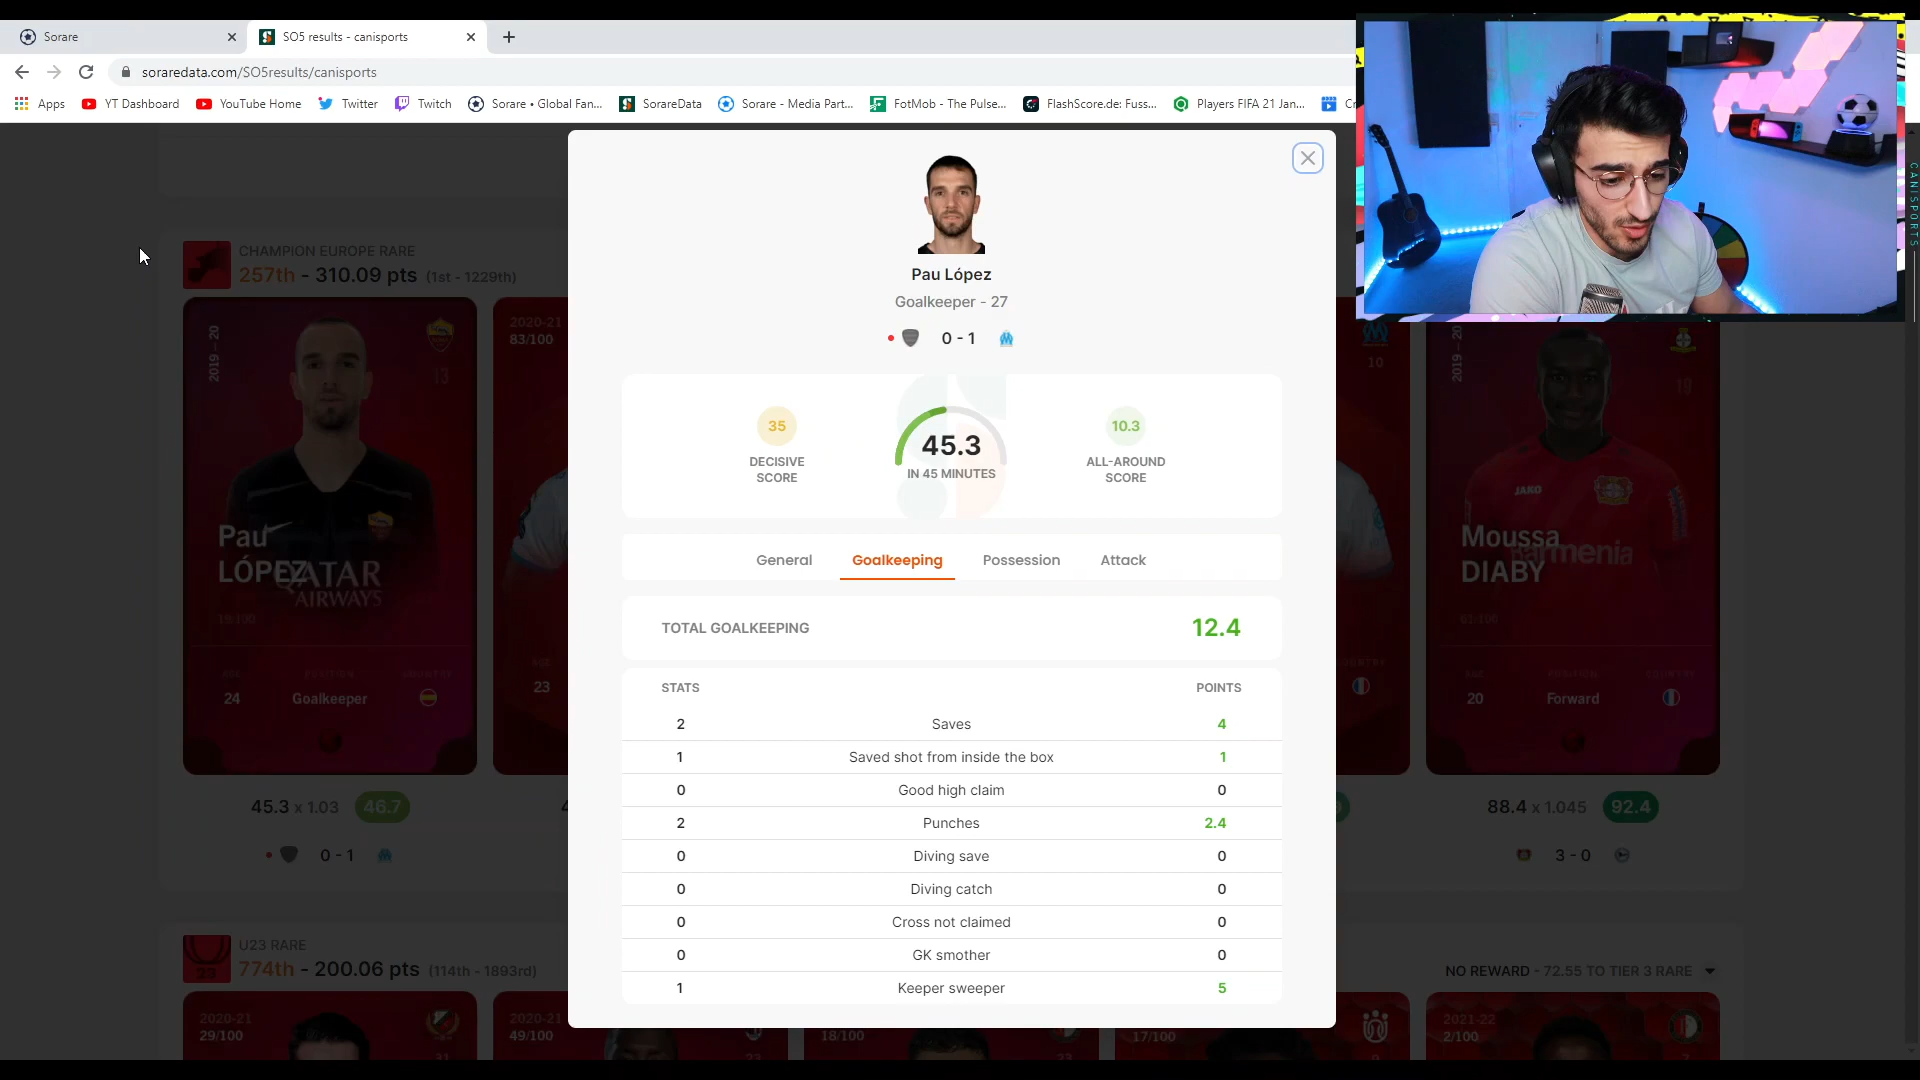 Sorare
SO5 results - canisports
soraredata.com/SO5results/canisports
Apps
YT Dashboard
YouTube Home
Twitter
Twitch
Sorare • Global Fan...
SorareData
Sorare - Media Part...
FotMob - The Pulse...
FlashScore.de: Fuss...
Players FIFA 21 Jan...
CANISPORTS
CHAMPION EUROPE RARE
257th - 310.09 pts (1st - 1229th)
2019 – 20
13
Pau
LÓPEZ
QATAR
AIRWAYS
24
Goalkeeper
2020-21
83/100
23
45.3 x 1.03 46.7
0 - 1
Pau López
Goalkeeper - 27
0 - 1
35
DECISIVE
SCORE
45.3
IN 45 MINUTES
10.3
ALL-AROUND
SCORE
General
Goalkeeping
Possession
Attack
TOTAL GOALKEEPING
12.4
STATS
POINTS
2 Saves 4
1 Saved shot from inside the box 1
0 Good high claim 0
2 Punches 2.4
0 Diving save 0
0 Diving catch 0
0 Cross not claimed 0
0 GK smother 0
1 Keeper sweeper 5
10
2019 – 20
19
JAKO
Moussa
DIABY
Barmenia
20
Forward
88.4 x 1.045 92.4
3 - 0
U23 RARE
774th - 200.06 pts (114th - 1893rd)
NO REWARD - 72.55 TO TIER 3 RARE
2020-21
29/100
31
2020-21
49/100
18/100
17/100
2021-22
2/100